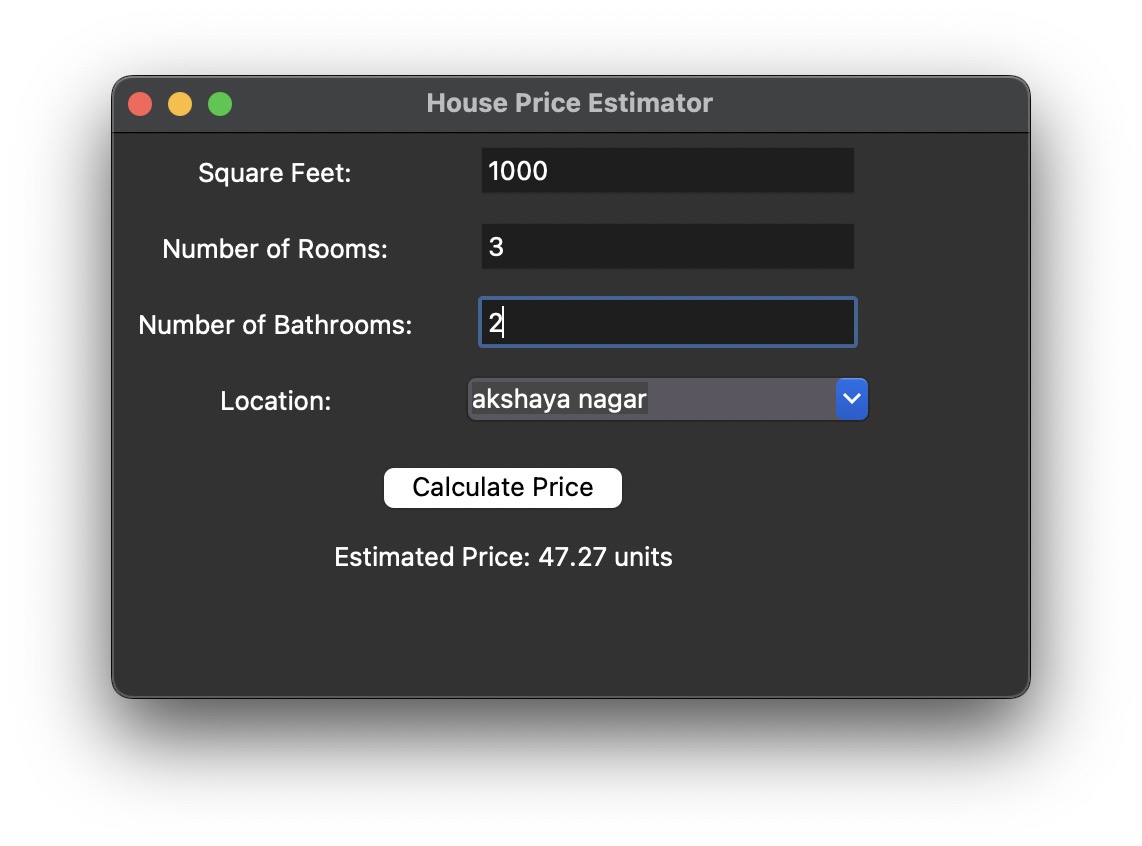 House Price Estimator
Square Feet: 1000
Number of Rooms: 3
Number of Bathrooms: 2
Location: akshaya nagar
Calculate Price
Estimated Price: 47.27 units